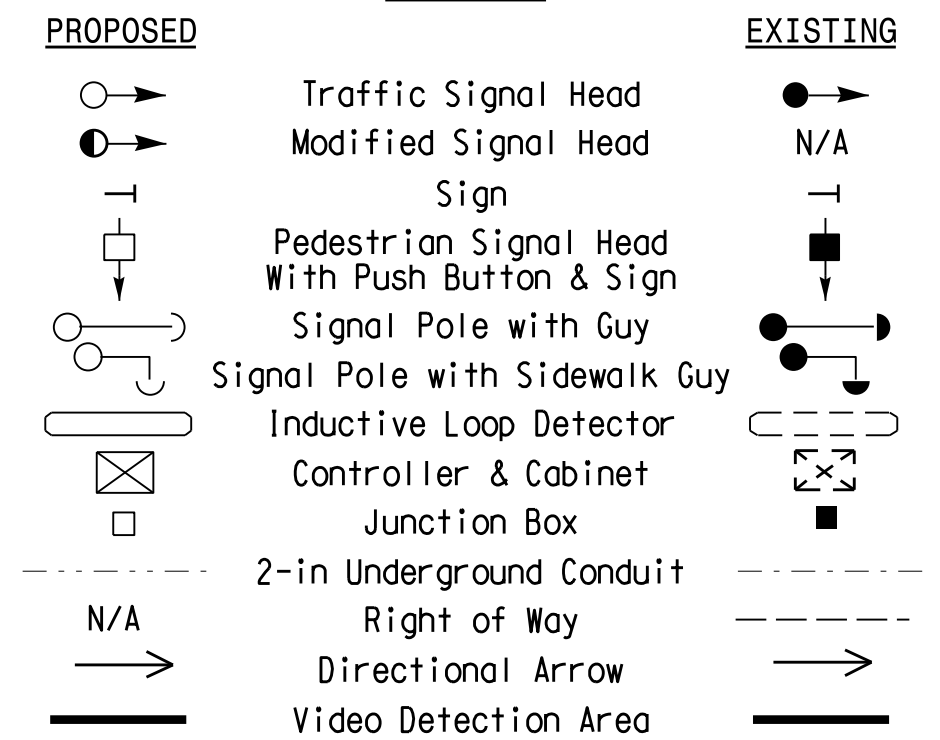 PROPOSED EXISTING
Traffic Signal Head
Modified Signal Head N/A
Sign
Pedestrian Signal Head
With Push Button & Sign
Signal Pole with Guy
Signal Pole with Sidewalk Guy
Inductive Loop Detector
Controller & Cabinet
Junction Box
2-in Underground Conduit
N/A Right of Way
Directional Arrow
Video Detection Area